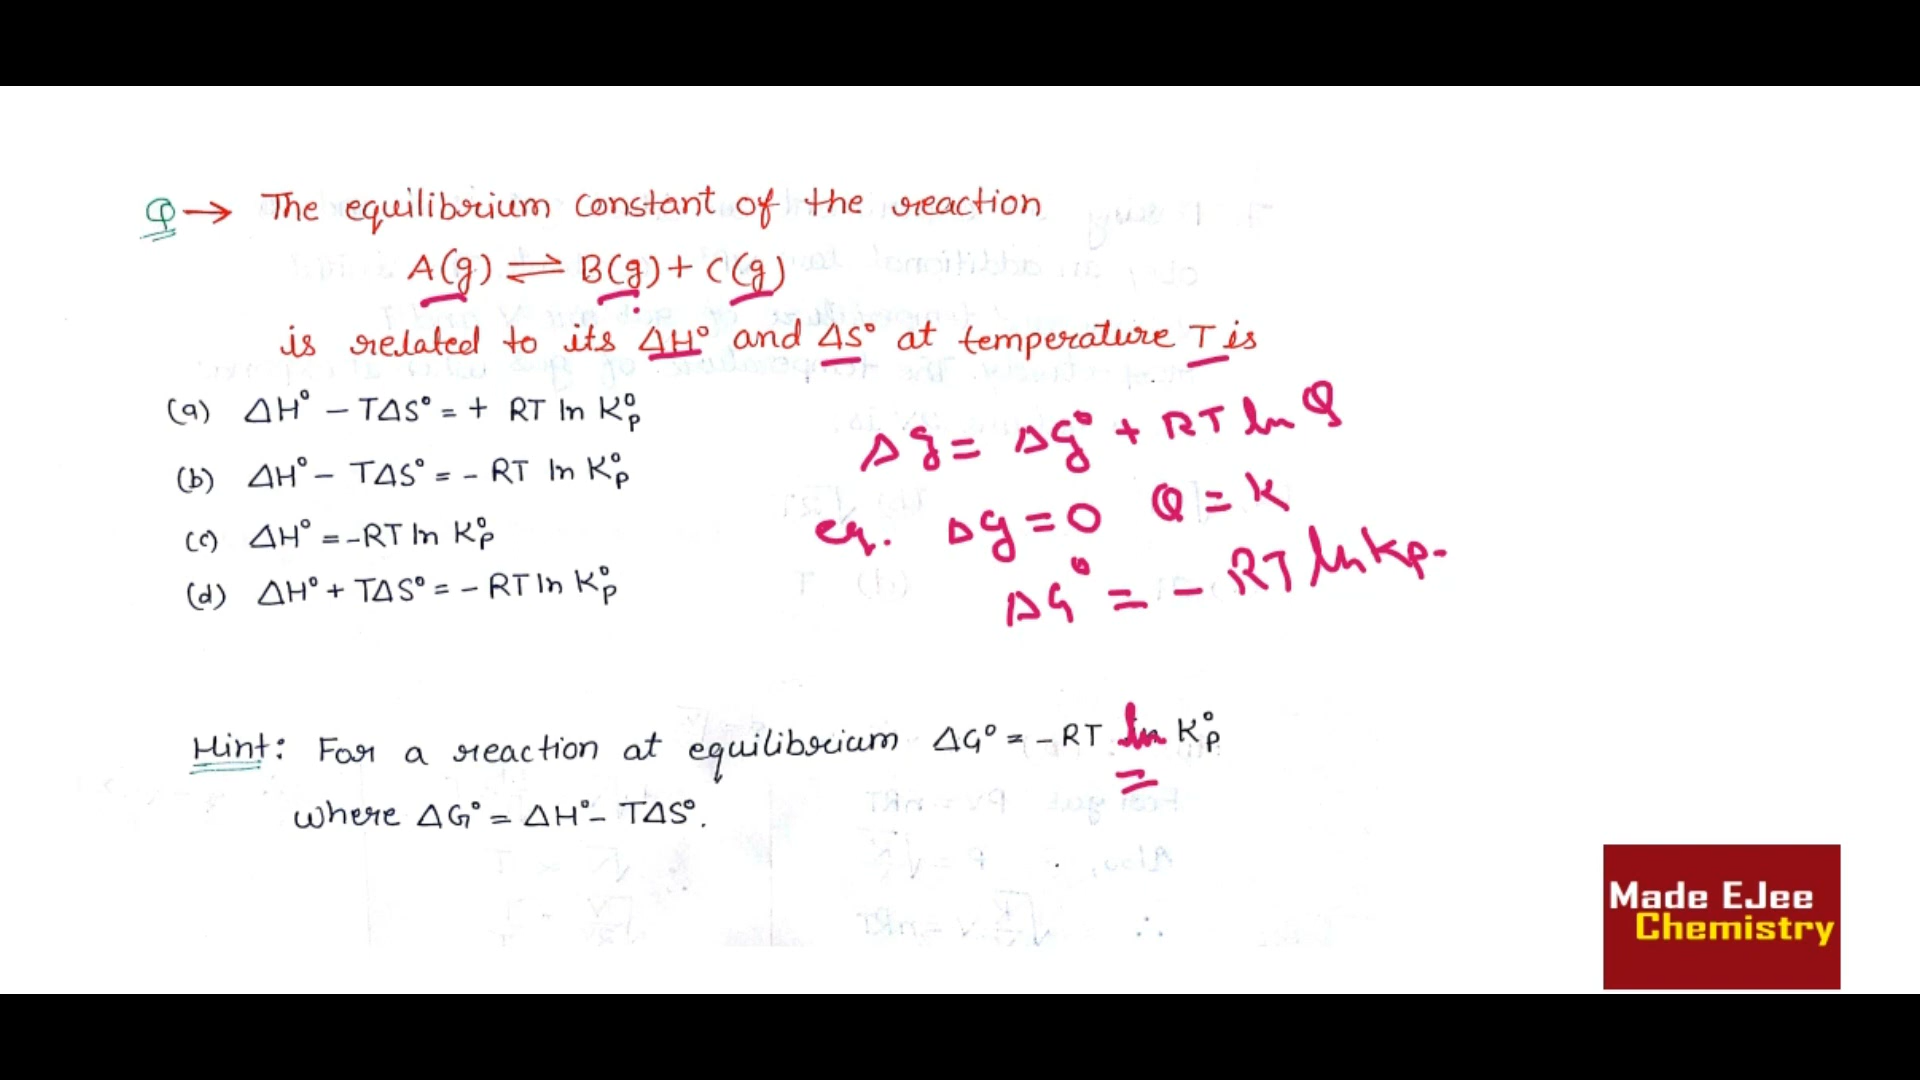 Q → The equilibrium constant of the reaction
A(g) ⇌ B(g) + C(g)
is related to its ΔH° and ΔS° at temperature T is
(a) ΔH° – TΔS° = + RT ln K°p
(b) ΔH° – TΔS° = – RT ln K°p
(c) ΔH° = –RT ln K°p
(d) ΔH° + TΔS° = – RT ln K°p
Δg = Δg° + RT ln Q
eq. Δg = 0 Q = K
ΔG° = – RT ln Kp.
Hint: For a reaction at equilibrium ΔG° = –RT ln K°p
where ΔG° = ΔH° – TΔS°.
Made EJee
Chemistry